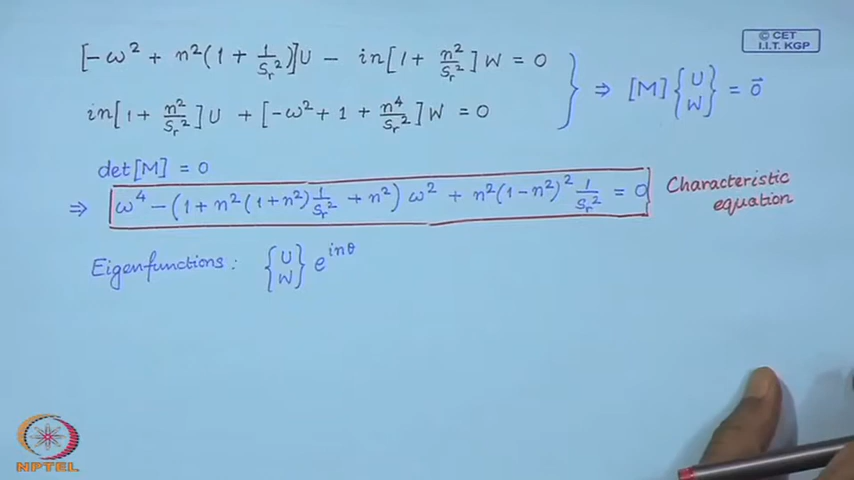 © CET
I.I.T. KGP
[-ω² + n²(1 + 1/Sᵣ²)]U - in[1 + n²/Sᵣ²]W = 0
in[1 + n²/Sᵣ²]U + [-ω² + 1 + n⁴/Sᵣ²]W = 0
⇒ [M]{U W} = 0⃗
det[M] = 0
⇒ ω⁴ - (1 + n²(1+n²)1/Sᵣ² + n²)ω² + n²(1-n²)² 1/Sᵣ² = 0
Characteristic
equation
Eigenfunctions : {U W} e^{inθ}
NPTEL